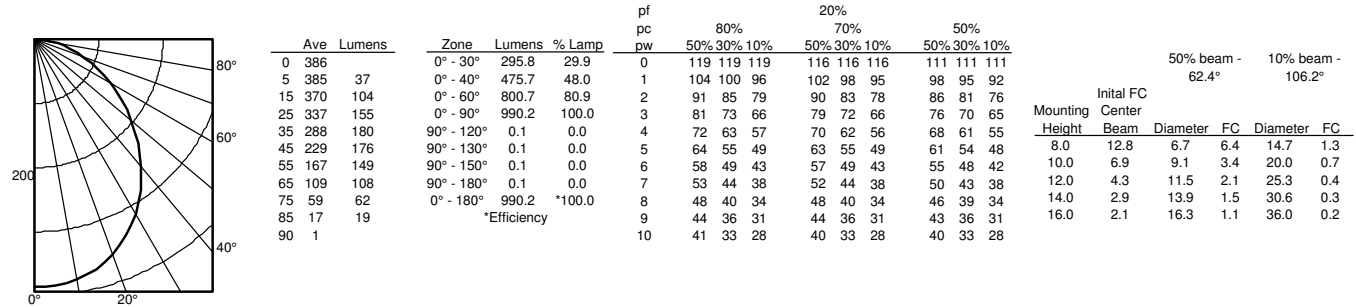 80°
60°
200
40°
0° 20°
Ave Lumens
0 386
5 385 37
15 370 104
25 337 155
35 288 180
45 229 176
55 167 149
65 109 108
75 59 62
85 17 19
90 1
Zone Lumens % Lamp
0° - 30° 295.8 29.9
0° - 40° 475.7 48.0
0° - 60° 800.7 80.9
0° - 90° 990.2 100.0
90° - 120° 0.1 0.0
90° - 130° 0.1 0.0
90° - 150° 0.1 0.0
90° - 180° 0.1 0.0
0° - 180° 990.2 *100.0
*Efficiency
pf 20%
pc 80% 70% 50%
pw 50% 30% 10% 50% 30% 10% 50% 30% 10%
0 119 119 119 116 116 116 111 111 111
1 104 100 96 102 98 95 98 95 92
2 91 85 79 90 83 78 86 81 76
3 81 73 66 79 72 66 76 70 65
4 72 63 57 70 62 56 68 61 55
5 64 55 49 63 55 49 61 54 48
6 58 49 43 57 49 43 55 48 42
7 53 44 38 52 44 38 50 43 38
8 48 40 34 48 40 34 46 39 34
9 44 36 31 44 36 31 43 36 31
10 41 33 28 40 33 28 40 33 28
50% beam - 10% beam -
62.4° 106.2°
Inital FC
Mounting Center
Height Beam Diameter FC Diameter FC
8.0 12.8 6.7 6.4 14.7 1.3
10.0 6.9 9.1 3.4 20.0 0.7
12.0 4.3 11.5 2.1 25.3 0.4
14.0 2.9 13.9 1.5 30.6 0.3
16.0 2.1 16.3 1.1 36.0 0.2